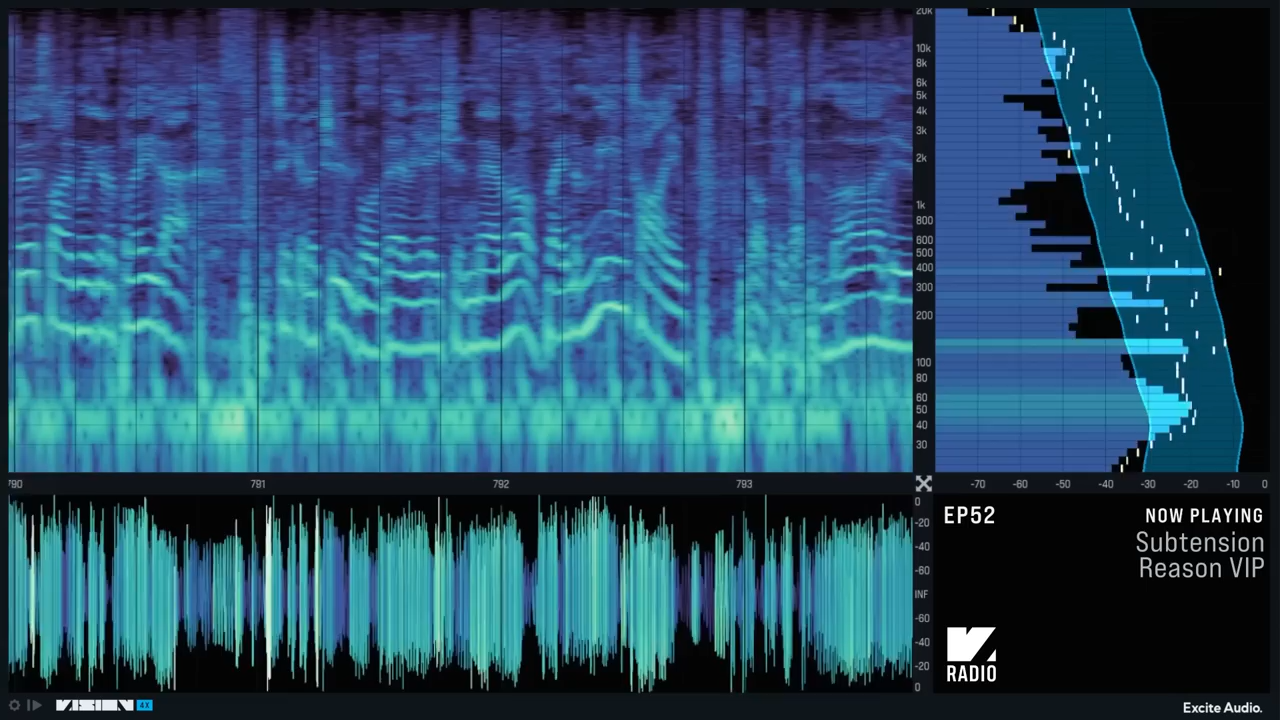 20k
10k
8k
6k
5k
4k
3k
2k
1k
800
600
500
400
300
200
100
80
60
50
40
30
790
791
792
793
-70
-60
-50
-40
-30
-20
-10
0
0
-20
-40
-60
INF
-60
-40
-20
0
EP52
NOW PLAYING
Subtension
Reason VIP
RADIO
VISION 4X
Excite Audio.